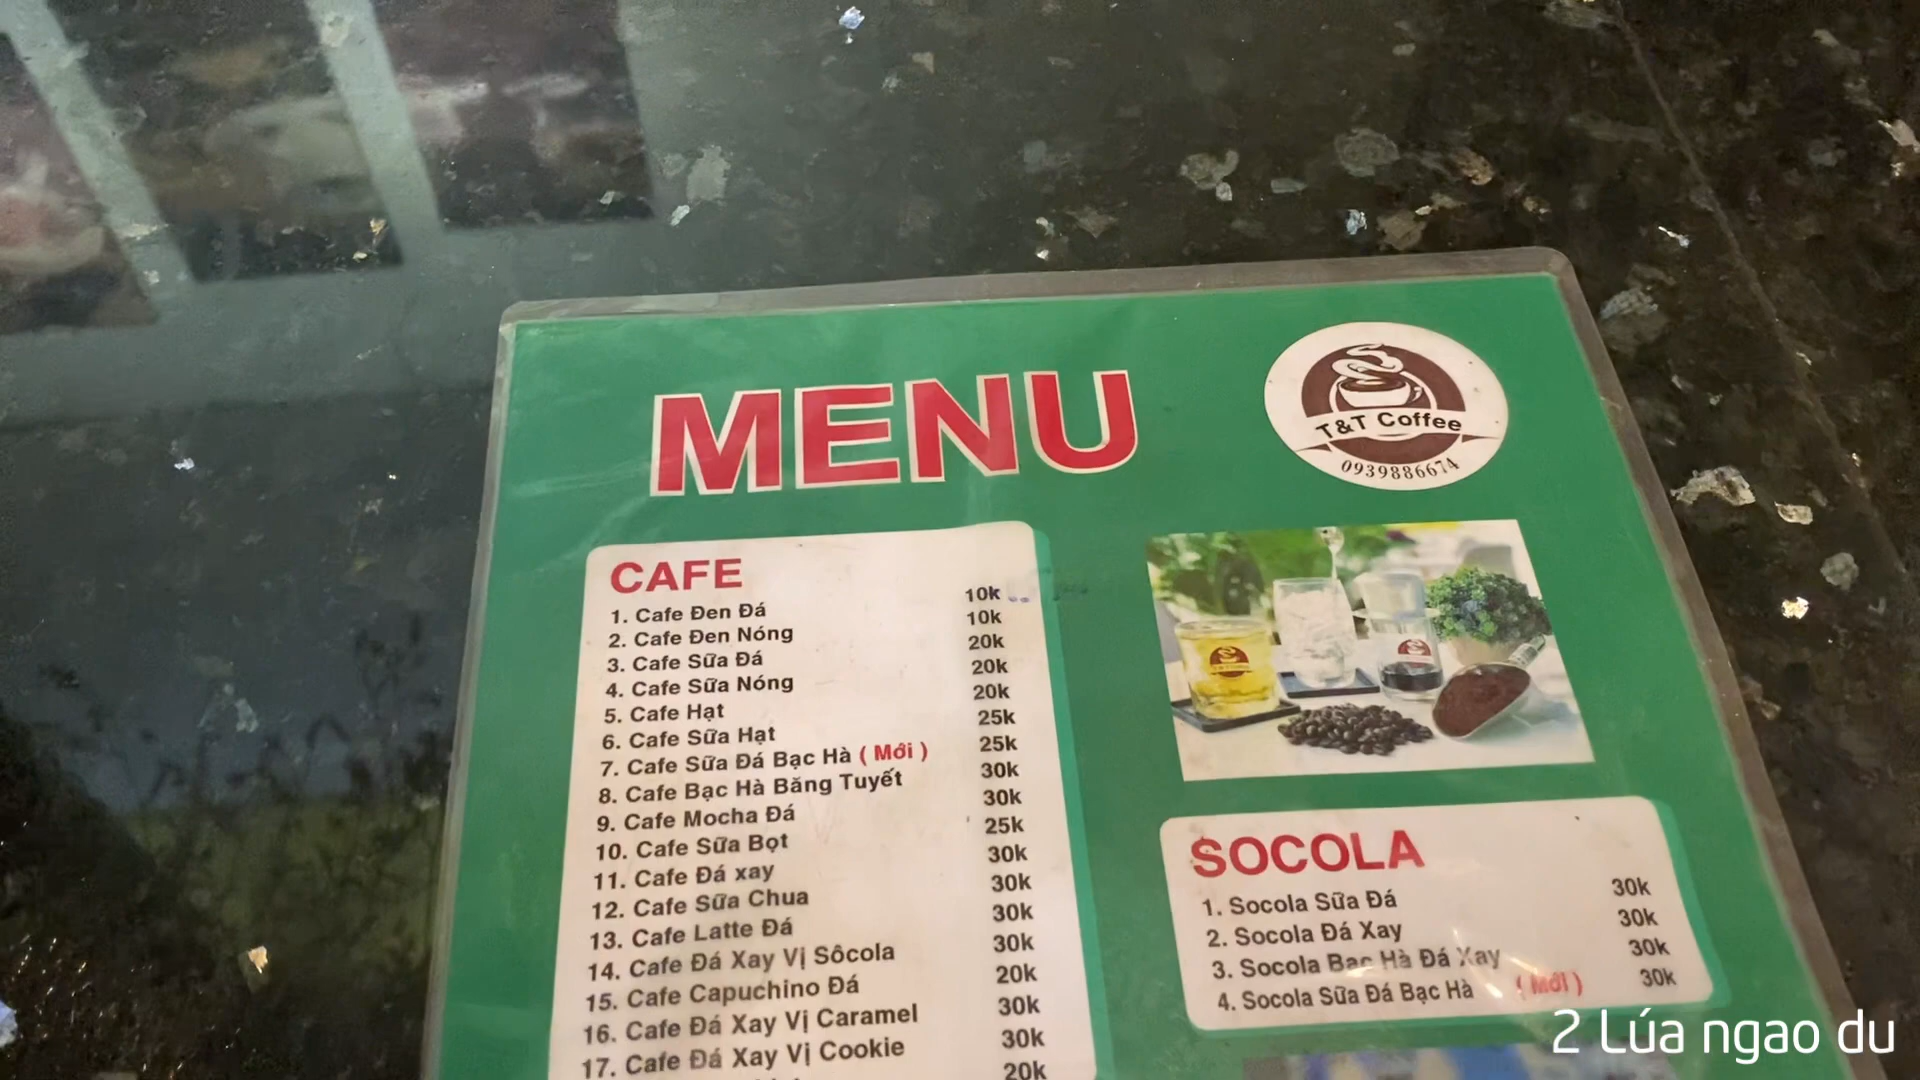 MENU
T&T Coffee
0939886674
CAFE
1. Cafe Đen Đá 10k
2. Cafe Đen Nóng 10k
3. Cafe Sữa Đá 20k
4. Cafe Sữa Nóng 20k
5. Cafe Hạt 20k
6. Cafe Sữa Hạt 25k
7. Cafe Sữa Đá Bạc Hà ( Mới ) 25k
8. Cafe Bạc Hà Băng Tuyết 30k
9. Cafe Mocha Đá 30k
10. Cafe Sữa Bọt 25k
11. Cafe Đá xay 30k
12. Cafe Sữa Chua 30k
13. Cafe Latte Đá 30k
14. Cafe Đá Xay Vị Sôcola 30k
15. Cafe Capuchino Đá 20k
16. Cafe Đá Xay Vị Caramel 30k
17. Cafe Đá Xay Vị Cookie 30k
20k
SOCOLA
1. Socola Sữa Đá 30k
2. Socola Đá Xay 30k
3. Socola Bạc Hà Đá Xay 30k
4. Socola Sữa Đá Bạc Hà ( Mới ) 30k
2 Lúa ngao du